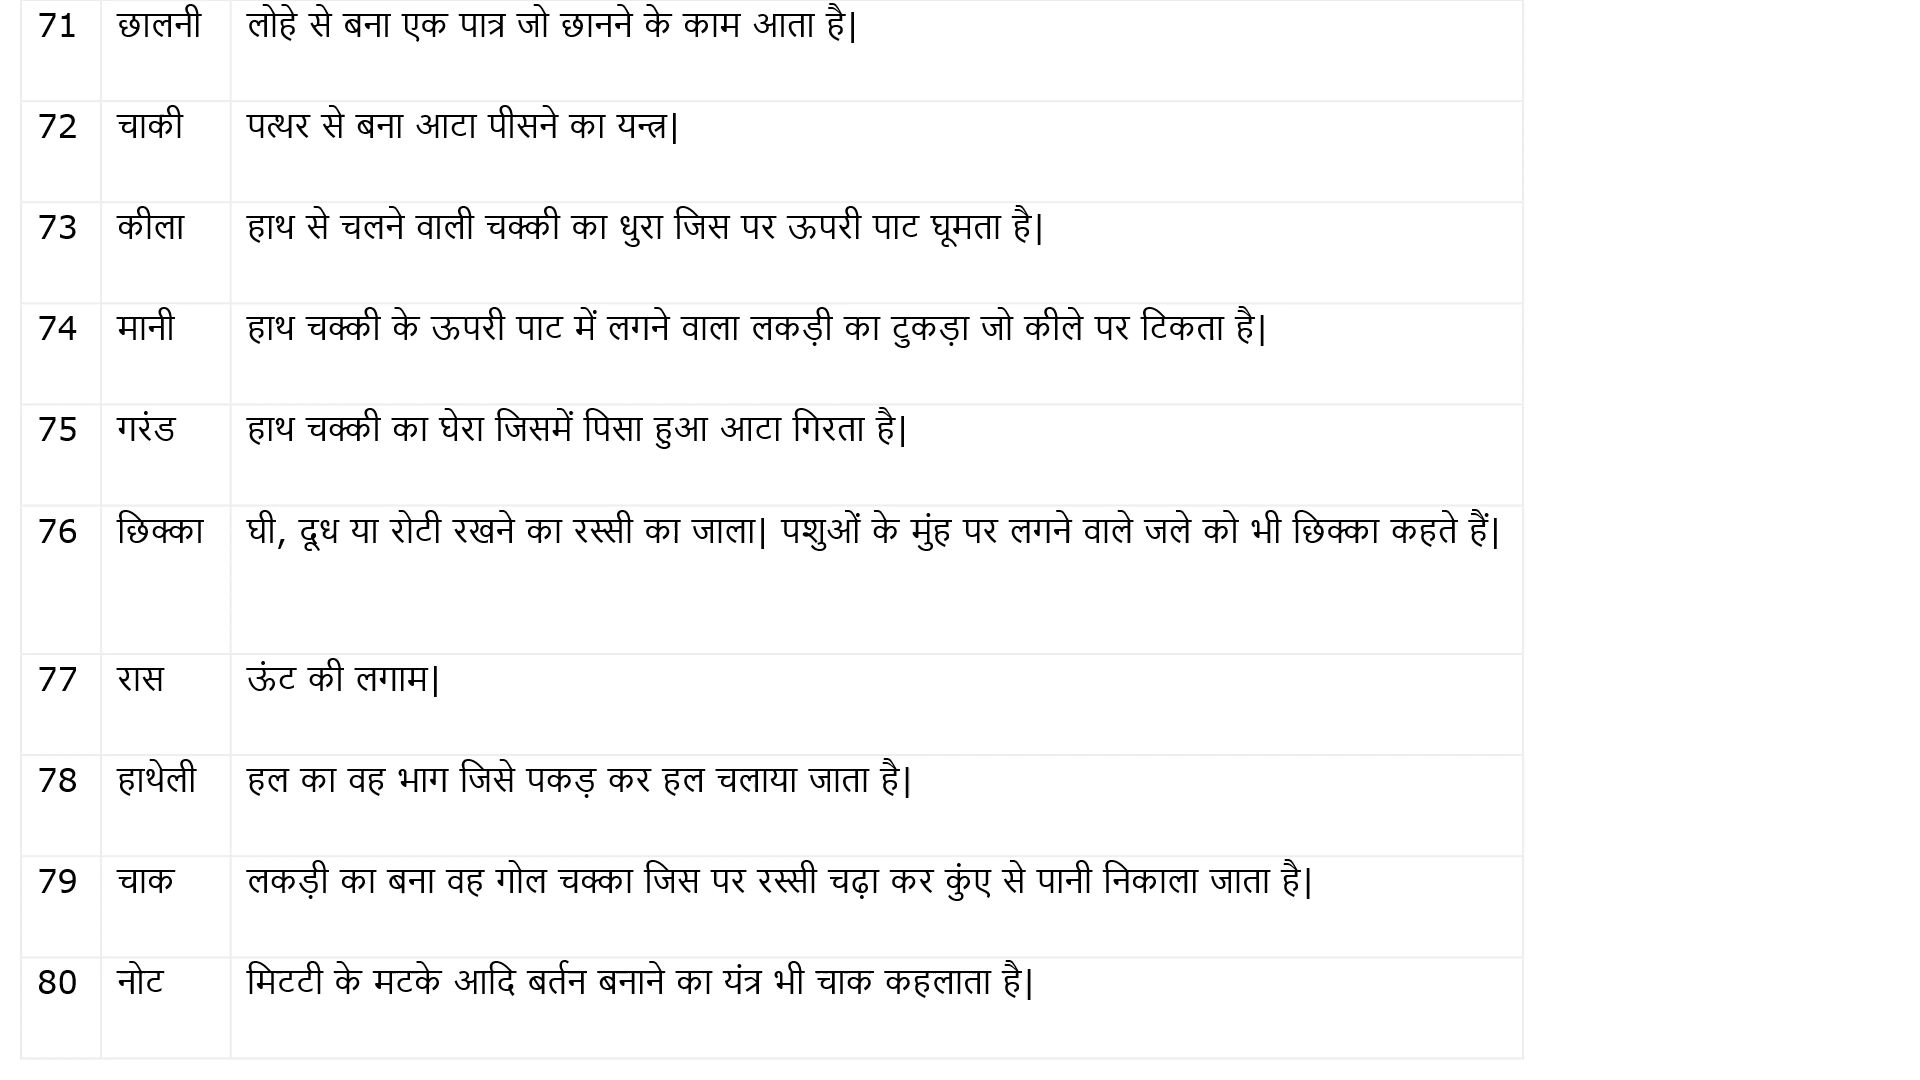 71 छालनी लोहे से बना एक पात्र जो छानने के काम आता है|
72 चाकी पत्थर से बना आटा पीसने का यन्त्र|
73 कीला हाथ से चलने वाली चक्की का धुरा जिस पर ऊपरी पाट घूमता है|
74 मानी हाथ चक्की के ऊपरी पाट में लगने वाला लकड़ी का टुकड़ा जो कीले पर टिकता है|
75 गरंड हाथ चक्की का घेरा जिसमें पिसा हुआ आटा गिरता है|
76 छिक्का घी, दूध या रोटी रखने का रस्सी का जाला| पशुओं के मुंह पर लगने वाले जले को भी छिक्का कहते हैं|
77 रास ऊंट की लगाम|
78 हाथेली हल का वह भाग जिसे पकड़ कर हल चलाया जाता है|
79 चाक लकड़ी का बना वह गोल चक्का जिस पर रस्सी चढ़ा कर कुंए से पानी निकाला जाता है|
80 नोट मिटटी के मटके आदि बर्तन बनाने का यंत्र भी चाक कहलाता है|